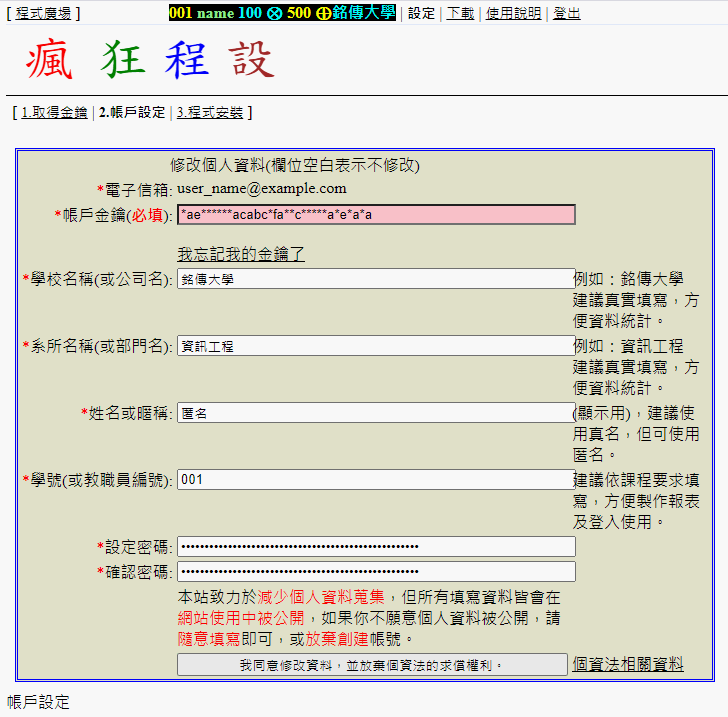 [ 程式廣場 ] 001 name 100 ⊗ 500 ⊕銘傳大學 | 設定 | 下載 | 使用說明 | 登出
瘋 狂 程 設
[ 1.取得金鑰 | 2.帳戶設定 | 3.程式安裝 ]
修改個人資料(欄位空白表示不修改)
*電子信箱: user_name@example.com
*帳戶金鑰(必填): *ae******acabc*fa**c*****a*e*a*a
我忘記我的金鑰了
*學校名稱(或公司名): 銘傳大學 例如：銘傳大學
建議真實填寫，方
便資料統計。
*系所名稱(或部門名): 資訊工程 例如：資訊工程
建議真實填寫，方
便資料統計。
*姓名或暱稱: 匿名 (顯示用)，建議使
用真名，但可使用
匿名。
*學號(或教職員編號): 001 建議依課程要求填
寫，方便製作報表
及登入使用。
*設定密碼: ••••••••••••••••••••••••••••••••••••••••••••••••••
*確認密碼: ••••••••••••••••••••••••••••••••••••••••••••••••••
本站致力於減少個人資料蒐集，但所有填寫資料皆會在
網站使用中被公開，如果你不願意個人資料被公開，請
隨意填寫即可，或放棄創建帳號。
我同意修改資料，並放棄個資法的求償權利。 個資法相關資料
帳戶設定